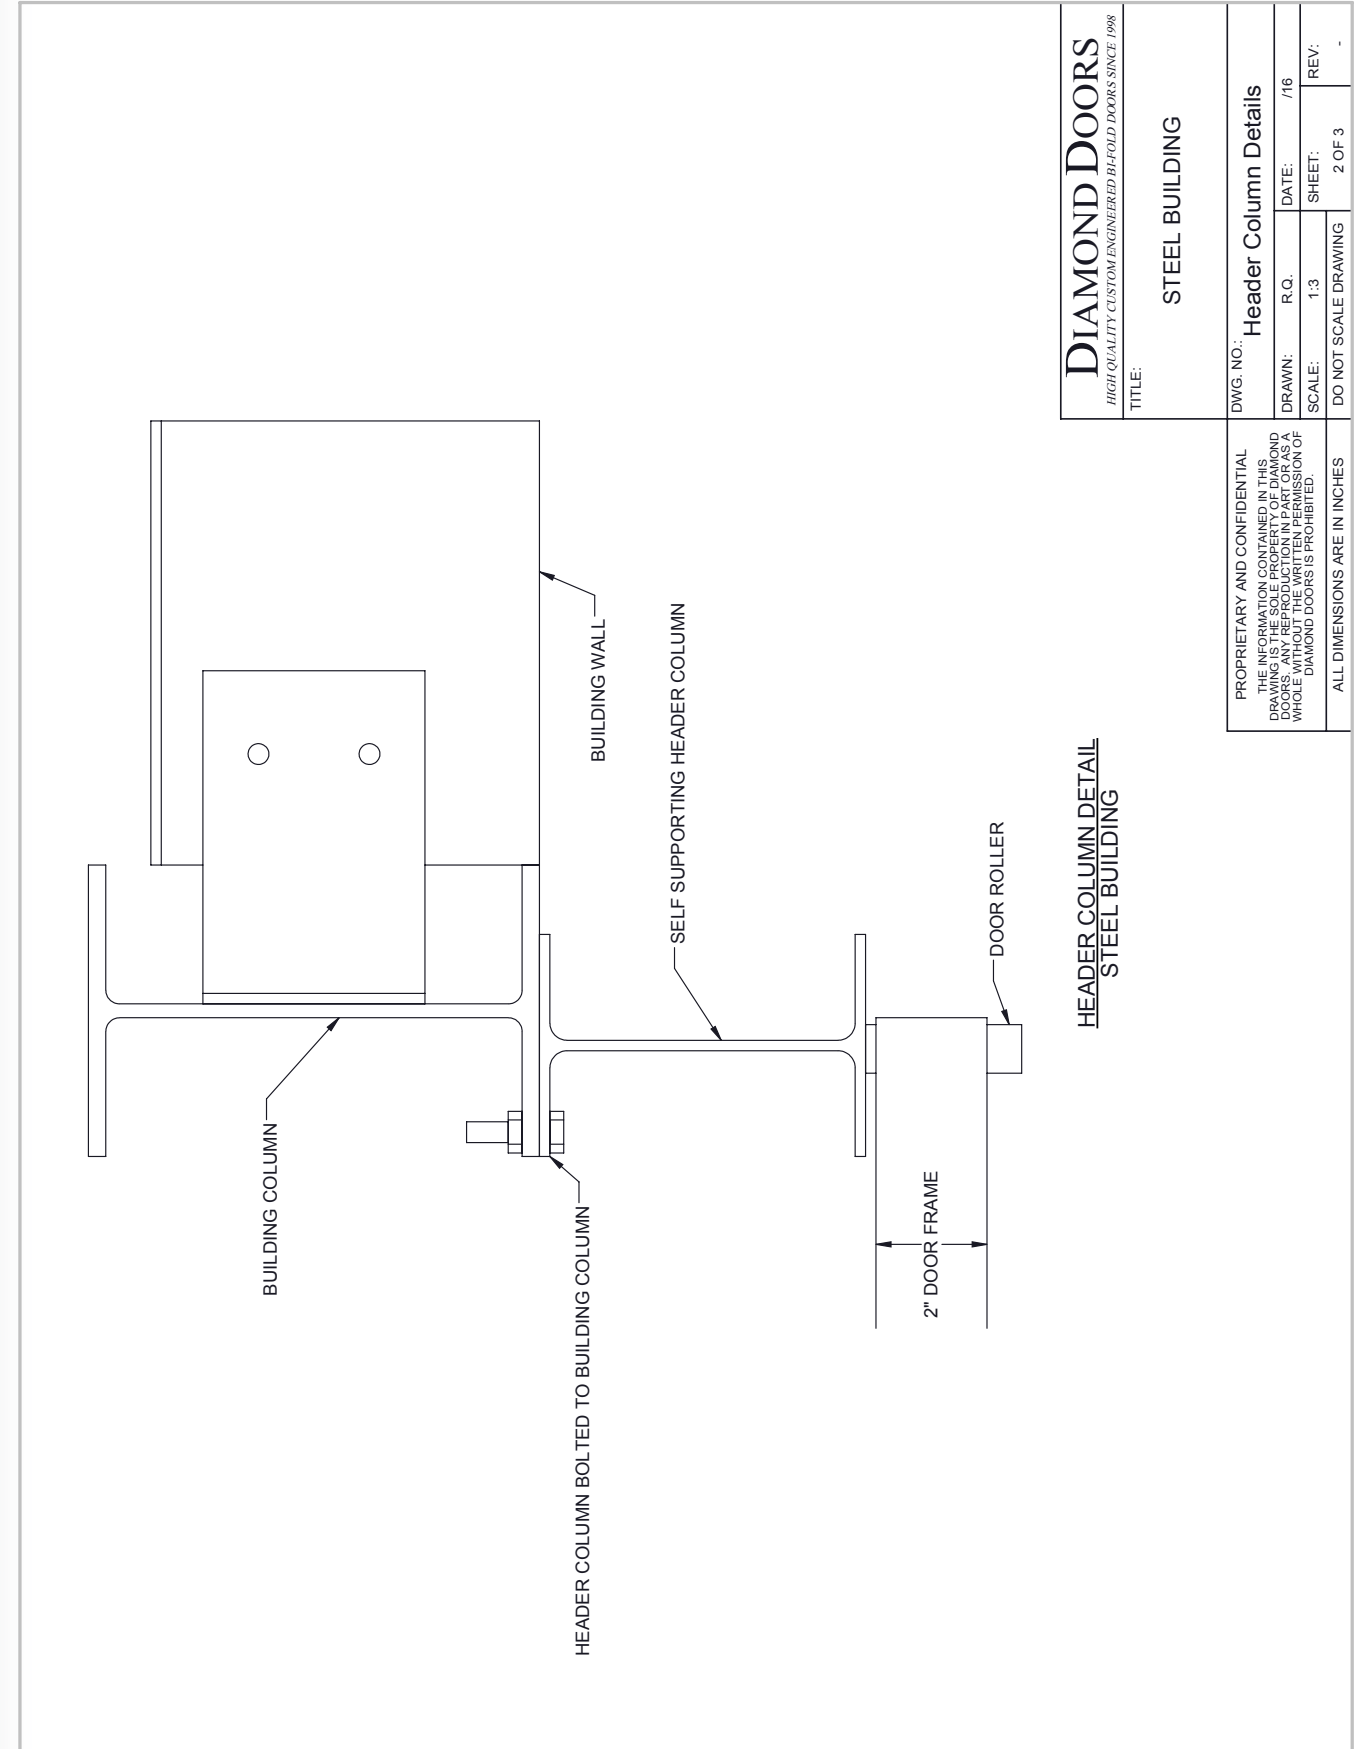 BUILDING COLUMN
HEADER COLUMN BOLTED TO BUILDING COLUMN
BUILDING WALL
SELF SUPPORTING HEADER COLUMN
2" DOOR FRAME
DOOR ROLLER
HEADER COLUMN DETAIL
STEEL BUILDING
DIAMOND DOORS
HIGH QUALITY CUSTOM ENGINEERED BI-FOLD DOORS SINCE 1998
TITLE:
STEEL BUILDING
PROPRIETARY AND CONFIDENTIAL
THE INFORMATION CONTAINED IN THIS
DRAWING IS THE SOLE PROPERTY OF DIAMOND
DOORS. ANY REPRODUCTION IN PART OR AS A
WHOLE WITHOUT THE WRITTEN PERMISSION OF
DIAMOND DOORS IS PROHIBITED.
ALL DIMENSIONS ARE IN INCHES
DWG. NO.:
Header Column Details
DRAWN: R.Q. DATE: /16
SCALE: 1:3 SHEET: 2 OF 3 REV: -
DO NOT SCALE DRAWING